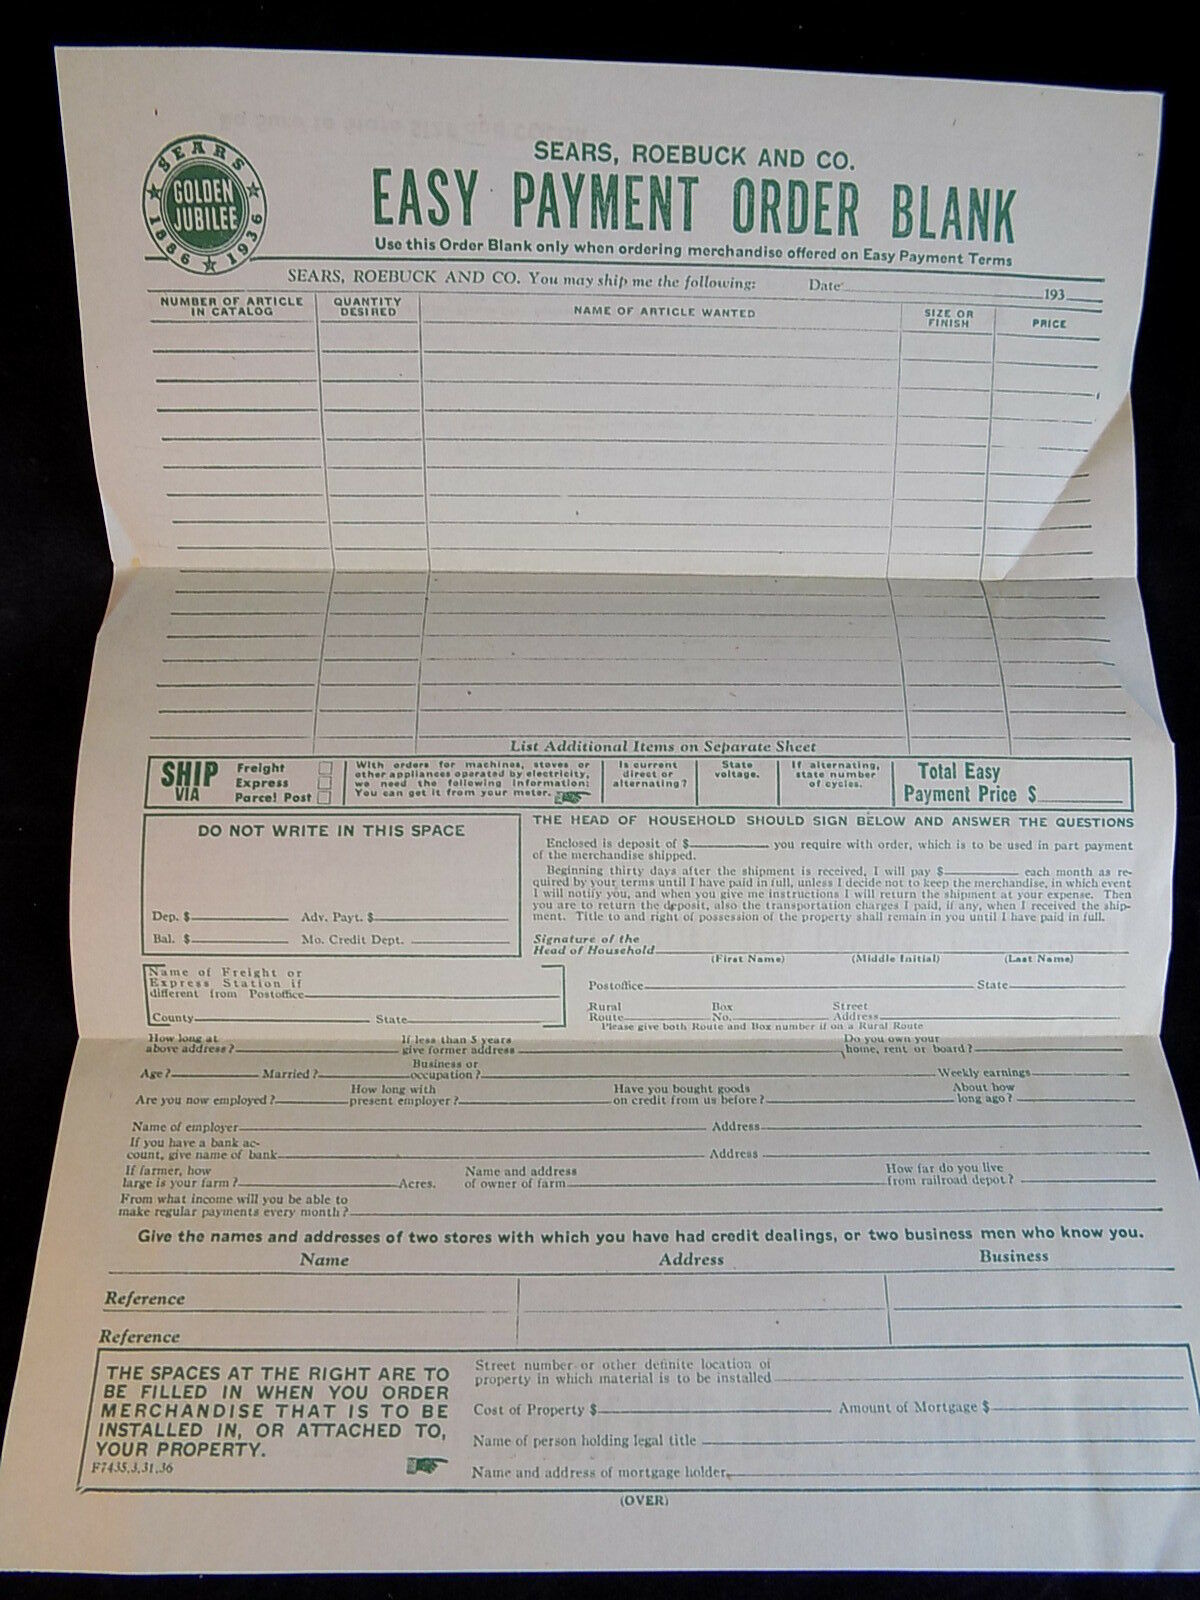 SEARS
GOLDEN
JUBILEE
1886 1936
SEARS, ROEBUCK AND CO.
EASY PAYMENT ORDER BLANK
Use this Order Blank only when ordering merchandise offered on Easy Payment Terms
SEARS, ROEBUCK AND CO. You may ship me the following: Date 193
NUMBER OF ARTICLE
IN CATALOG
QUANTITY
DESIRED
NAME OF ARTICLE WANTED
SIZE OR
FINISH
PRICE
List Additional Items on Separate Sheet
SHIP
VIA
Freight
Express
Parcel Post
With orders for machines, stoves or
other appliances operated by electricity,
we need the following information:
You can get it from your meter.
Is current
direct or
alternating?
State
voltage.
If alternating,
state number
of cycles.
Total Easy
Payment Price $
DO NOT WRITE IN THIS SPACE
Dep. $ Adv. Payt. $
Bal. $ Mo. Credit Dept.
THE HEAD OF HOUSEHOLD SHOULD SIGN BELOW AND ANSWER THE QUESTIONS
Enclosed is deposit of $ you require with order, which is to be used in part payment
of the merchandise shipped.
Beginning thirty days after the shipment is received, I will pay $ each month as re-
quired by your terms until I have paid in full, unless I decide not to keep the merchandise, in which event
I will notify you, and when you give me instructions I will return the shipment at your expense. Then
you are to return the deposit, also the transportation charges I paid, if any, when I received the ship-
ment. Title to and right of possession of the property shall remain in you until I have paid in full.
Signature of the
Head of Household
(First Name) (Middle Initial) (Last Name)
Name of Freight or
Express Station if
different from Postoffice
County State
Postoffice State
Rural
Route
Box
No.
Street
Address
Please give both Route and Box number if on a Rural Route
How long at
above address?
If less than 5 years
give former address
Do you own your
home, rent or board?
Age? Married?
Business or
occupation?
Weekly earnings
Are you now employed?
How long with
present employer?
Have you bought goods
on credit from us before?
About how
long ago?
Name of employer Address
If you have a bank ac-
count, give name of bank Address
If farmer, how
large is your farm? Acres.
Name and address
of owner of farm
How far do you live
from railroad depot?
From what income will you be able to
make regular payments every month?
Give the names and addresses of two stores with which you have had credit dealings, or two business men who know you.
Name Address Business
Reference
Reference
THE SPACES AT THE RIGHT ARE TO
BE FILLED IN WHEN YOU ORDER
MERCHANDISE THAT IS TO BE
INSTALLED IN, OR ATTACHED TO,
YOUR PROPERTY.
F7435,3,31,36
Street number or other definite location of
property in which material is to be installed
Cost of Property $ Amount of Mortgage $
Name of person holding legal title
Name and address of mortgage holder
(OVER)